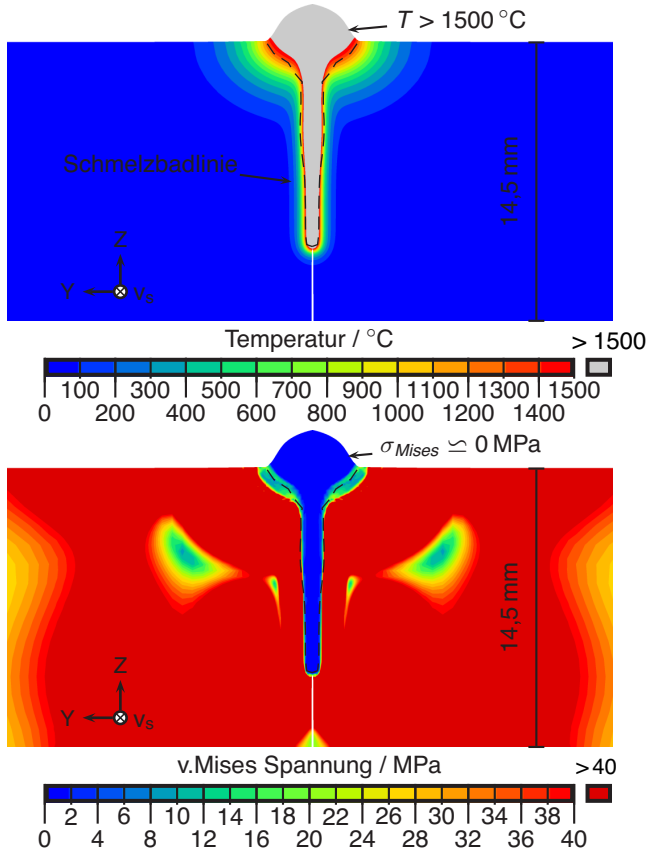 T > 1500 °C
Schmelzbadlinie
14,5 mm
Z
Y
vs
Temperatur / °C
> 1500
100 300 500 700 900 1100 1300 1500
0 200 400 600 800 1000 1200 1400
σMises ≃ 0 MPa
14,5 mm
Z
Y
vs
v.Mises Spannung / MPa
>40
2 6 10 14 18 22 26 30 34 38
0 4 8 12 16 20 24 28 32 36 40